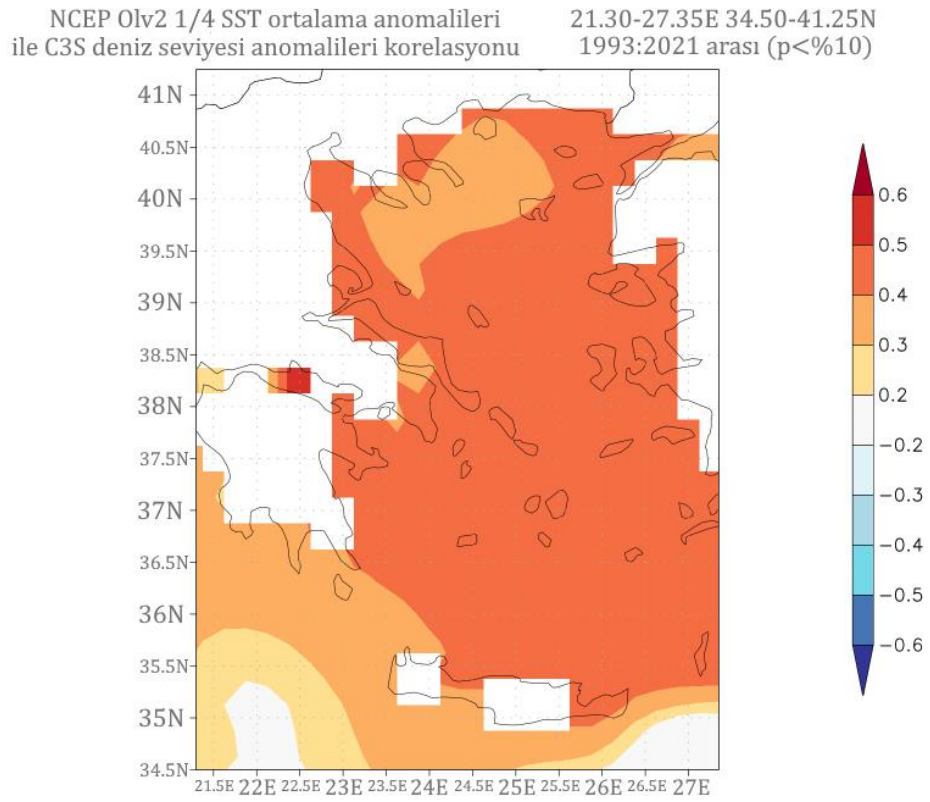 NCEP Olv2 1/4 SST ortalama anomalileri
ile C3S deniz seviyesi anomalileri korelasyonu
21.30-27.35E 34.50-41.25N
1993:2021 arası (p<%10)
41N
40.5N
40N
39.5N
39N
38.5N
38N
37.5N
37N
36.5N
36N
35.5N
35N
34.5N
21.5E 22E 22.5E 23E 23.5E 24E 24.5E 25E 25.5E 26E 26.5E 27E
0.6
0.5
0.4
0.3
0.2
-0.2
-0.3
-0.4
-0.5
-0.6